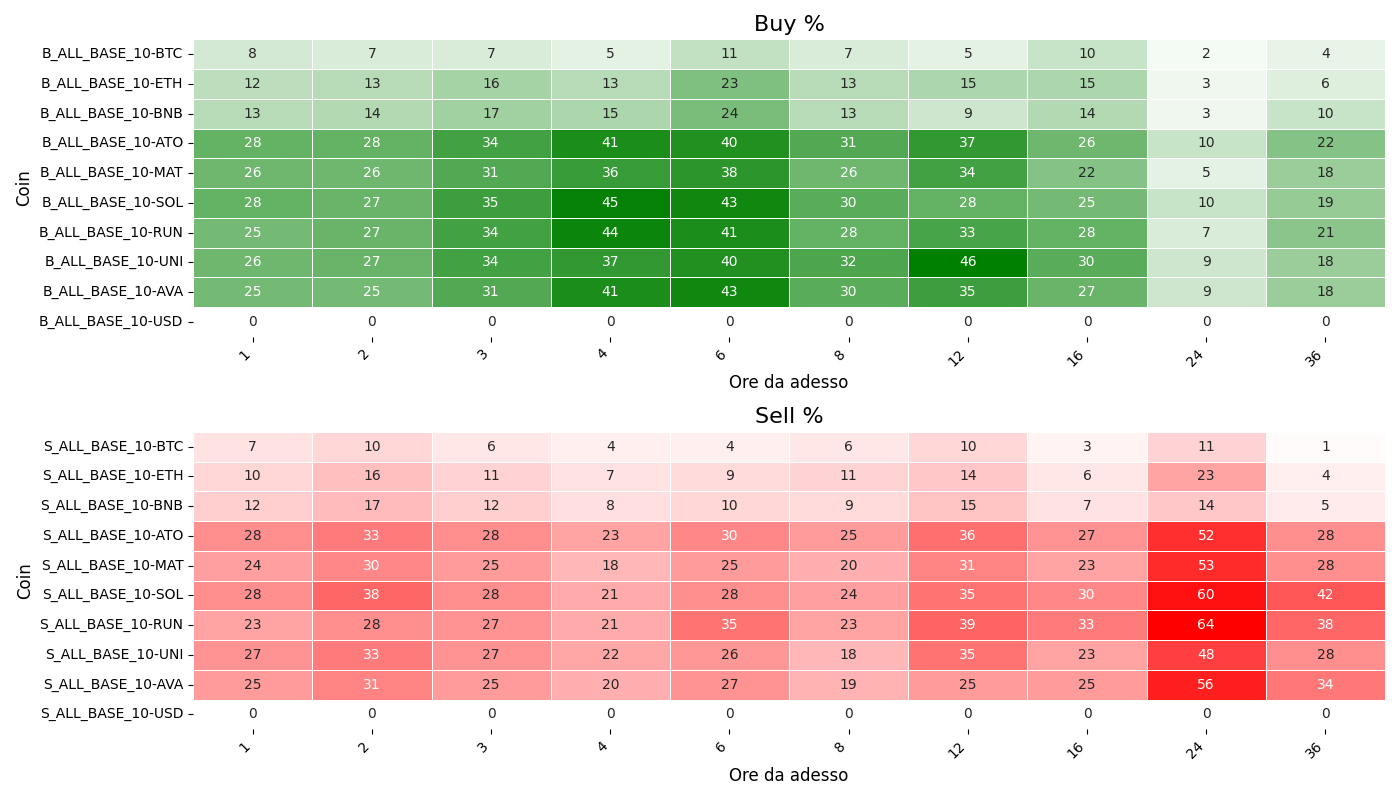 Buy %
Coin
B_ALL_BASE_10-BTC 8 7 7 5 11 7 5 10 2 4
B_ALL_BASE_10-ETH 12 13 16 13 23 13 15 15 3 6
B_ALL_BASE_10-BNB 13 14 17 15 24 13 9 14 3 10
B_ALL_BASE_10-ATO 28 28 34 41 40 31 37 26 10 22
B_ALL_BASE_10-MAT 26 26 31 36 38 26 34 22 5 18
B_ALL_BASE_10-SOL 28 27 35 45 43 30 28 25 10 19
B_ALL_BASE_10-RUN 25 27 34 44 41 28 33 28 7 21
B_ALL_BASE_10-UNI 26 27 34 37 40 32 46 30 9 18
B_ALL_BASE_10-AVA 25 25 31 41 43 30 35 27 9 18
B_ALL_BASE_10-USD 0 0 0 0 0 0 0 0 0 0
1 2 3 4 6 8 12 16 24 36
Ore da adesso
Sell %
Coin
S_ALL_BASE_10-BTC 7 10 6 4 4 6 10 3 11 1
S_ALL_BASE_10-ETH 10 16 11 7 9 11 14 6 23 4
S_ALL_BASE_10-BNB 12 17 12 8 10 9 15 7 14 5
S_ALL_BASE_10-ATO 28 33 28 23 30 25 36 27 52 28
S_ALL_BASE_10-MAT 24 30 25 18 25 20 31 23 53 28
S_ALL_BASE_10-SOL 28 38 28 21 28 24 35 30 60 42
S_ALL_BASE_10-RUN 23 28 27 21 35 23 39 33 64 38
S_ALL_BASE_10-UNI 27 33 27 22 26 18 35 23 48 28
S_ALL_BASE_10-AVA 25 31 25 20 27 19 25 25 56 34
S_ALL_BASE_10-USD 0 0 0 0 0 0 0 0 0 0
1 2 3 4 6 8 12 16 24 36
Ore da adesso